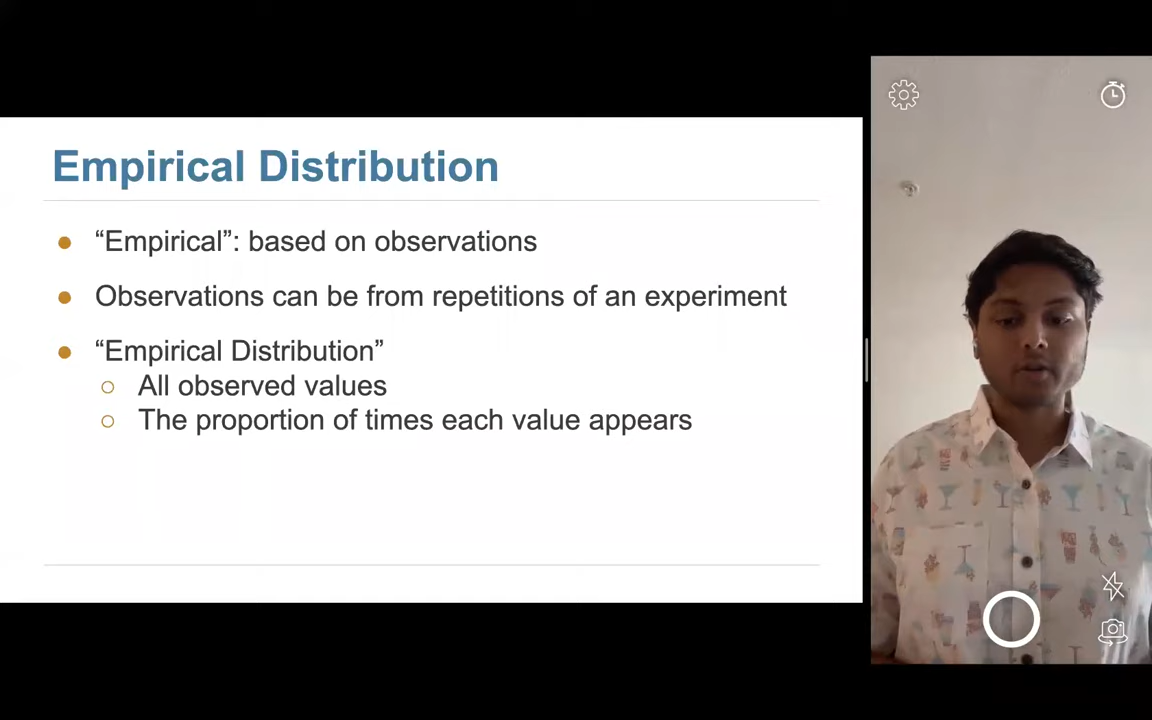 Empirical Distribution
● “Empirical”: based on observations
● Observations can be from repetitions of an experiment
● “Empirical Distribution”
○ All observed values
○ The proportion of times each value appears